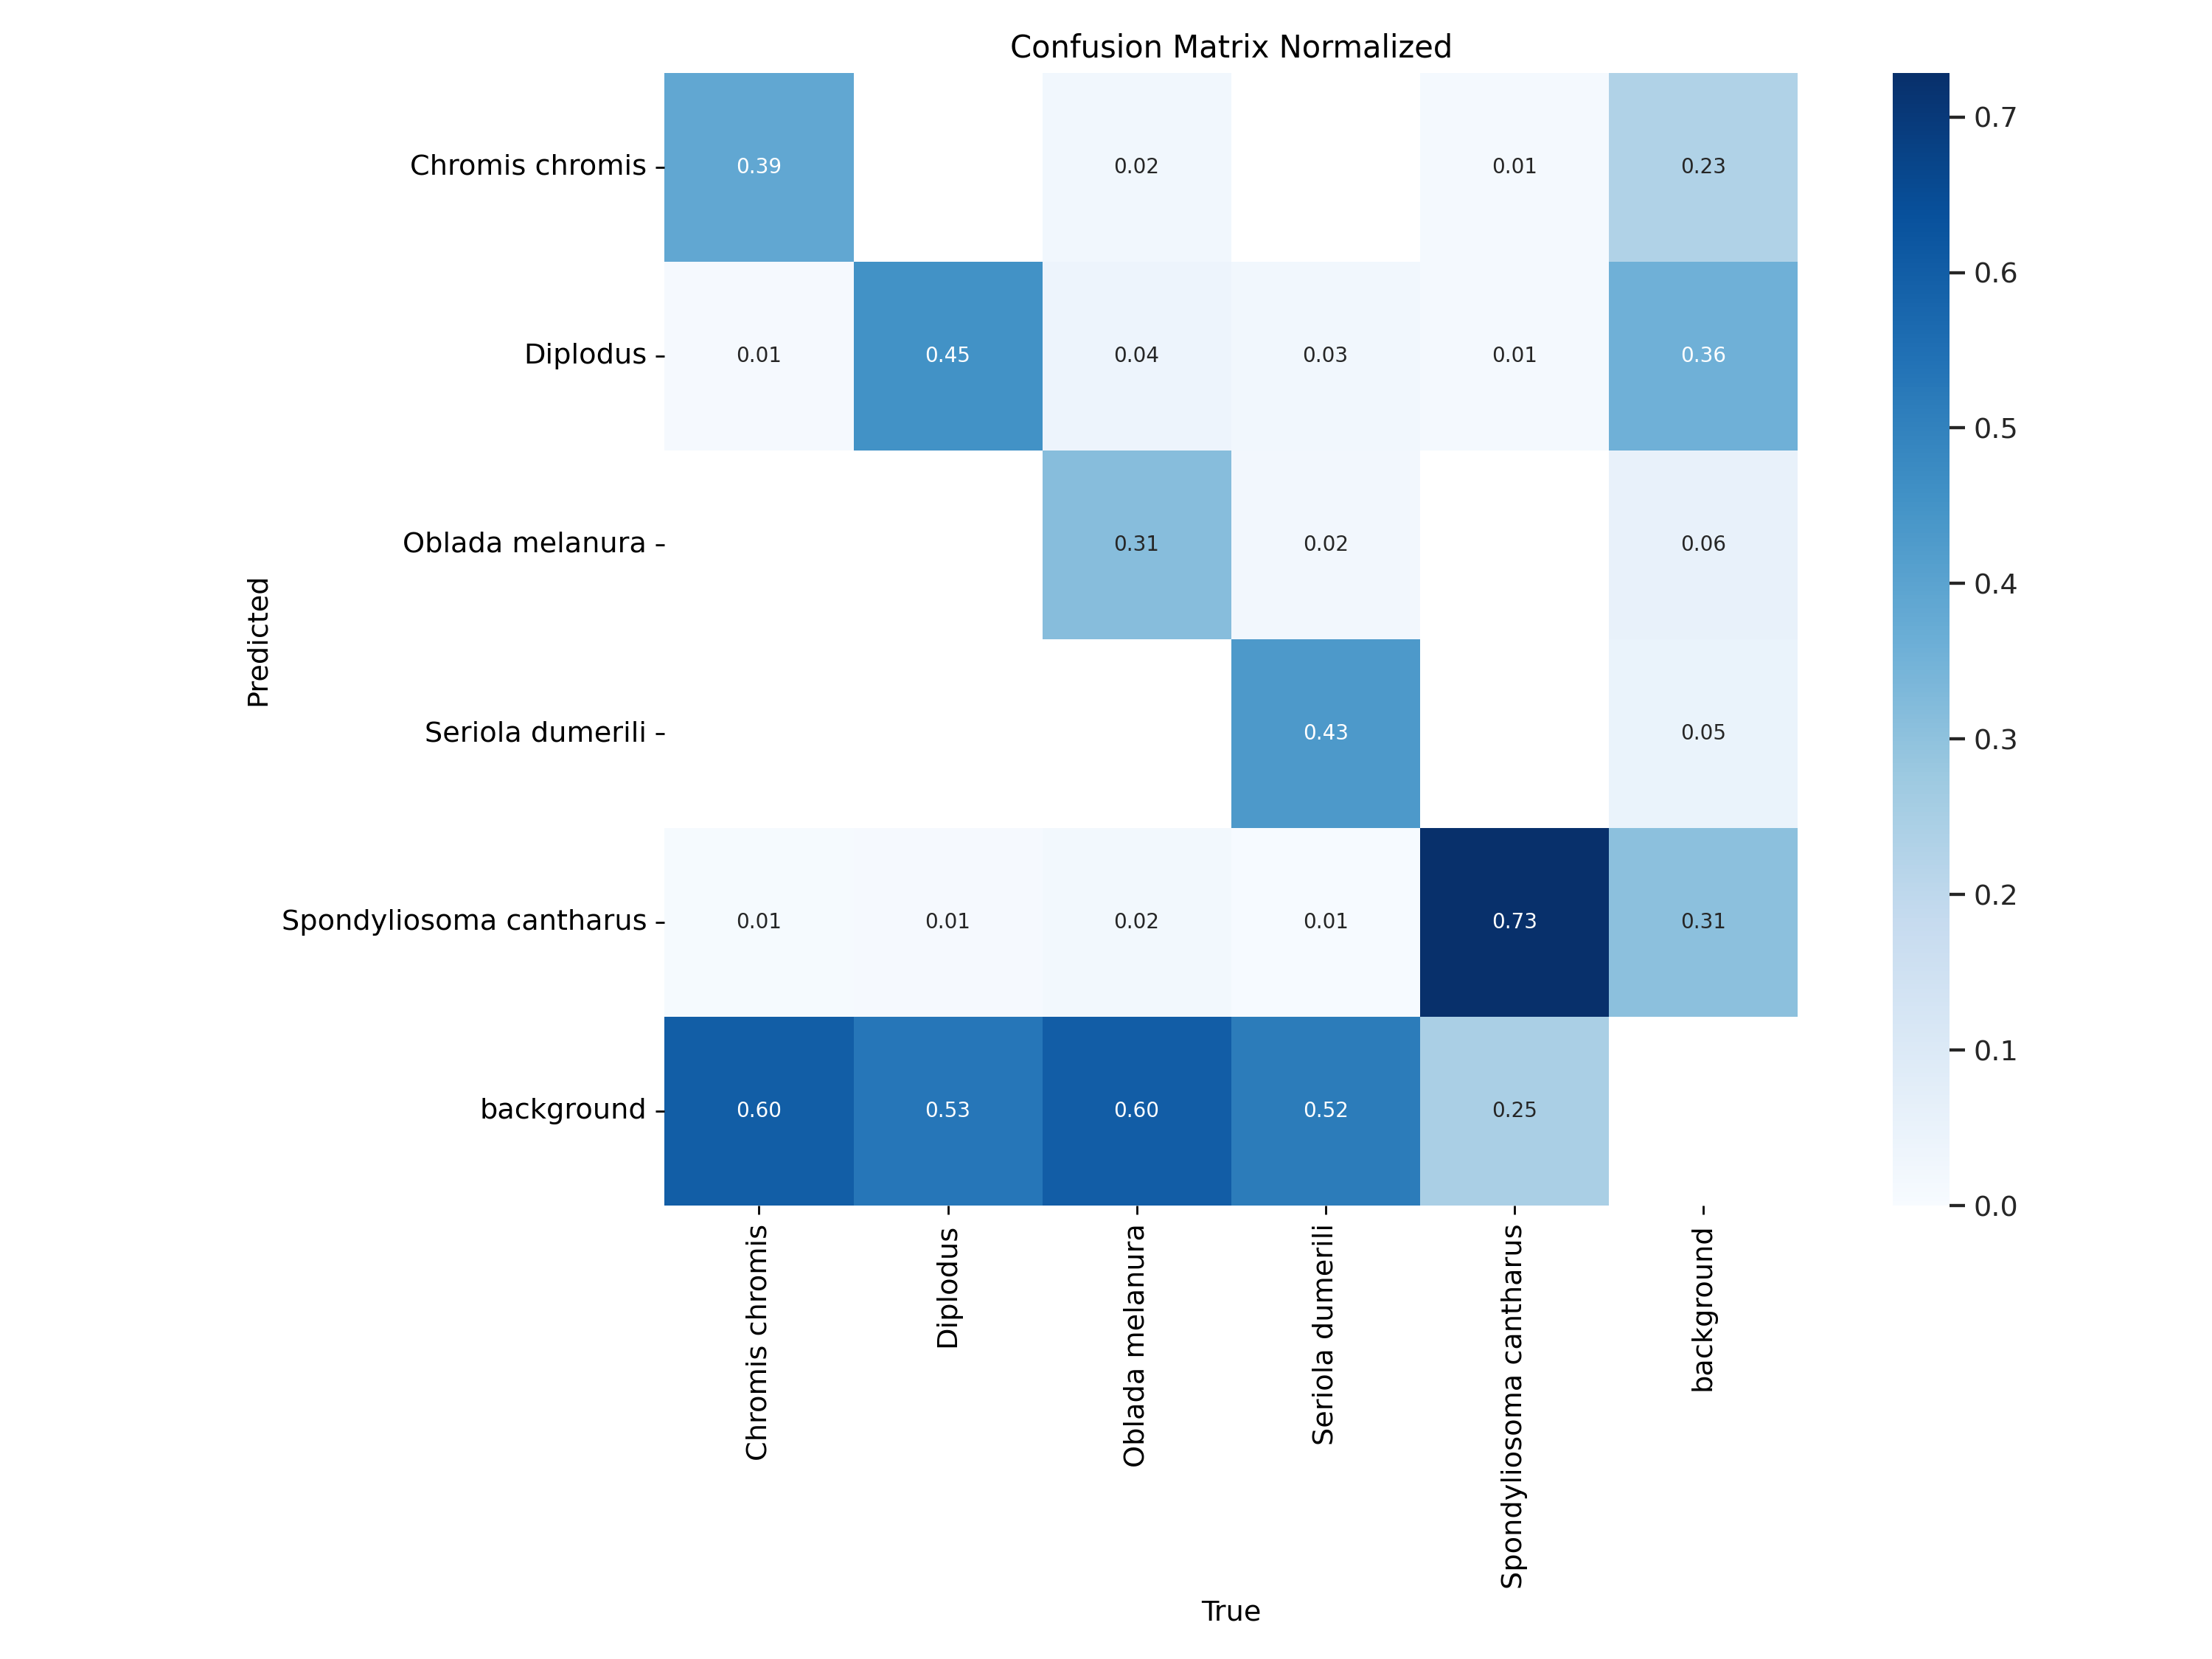 Confusion Matrix Normalized
Chromis chromis 0.39 0.02 0.01 0.23
Diplodus 0.01 0.45 0.04 0.03 0.01 0.36
Oblada melanura 0.31 0.02 0.06
Seriola dumerili 0.43 0.05
Spondyliosoma cantharus 0.01 0.01 0.02 0.01 0.73 0.31
background 0.60 0.53 0.60 0.52 0.25
Predicted
Chromis chromis
Diplodus
Oblada melanura
Seriola dumerili
Spondyliosoma cantharus
background
True
0.7
0.6
0.5
0.4
0.3
0.2
0.1
0.0